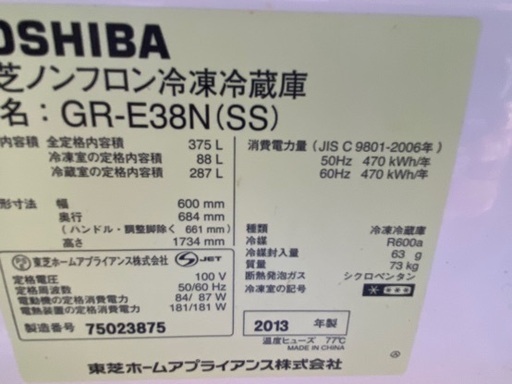 OSHIBA
芝ノンフロン冷凍冷蔵庫
名：GR-E38N(SS)
内容積 全定格内容積 375 L
冷凍室の定格内容積 88 L
冷蔵室の定格内容積 287 L
消費電力量 (JIS C 9801-2006年)
50Hz 470 kWh/年
60Hz 470 kWh/年
形寸法 幅 600 mm
奥行 684 mm
(ハンドル・調整脚除く 661 mm)
高さ 1734 mm
種類 冷凍冷蔵庫
冷媒 R600a
冷媒封入量 63 g
質量 73 kg
断熱発泡ガス シクロペンタン
冷凍室の記号
東芝ホームアプライアンス株式会社 JET
定格電圧 100 V
定格周波数 50/60 Hz
電動機の定格消費電力 84/ 87 W
電熱装置の定格消費電力 181/181 W
製造番号 75023875
2013 年製
温度ヒューズ 77℃
MADE IN CHINA
東芝ホームアプライアンス株式会社